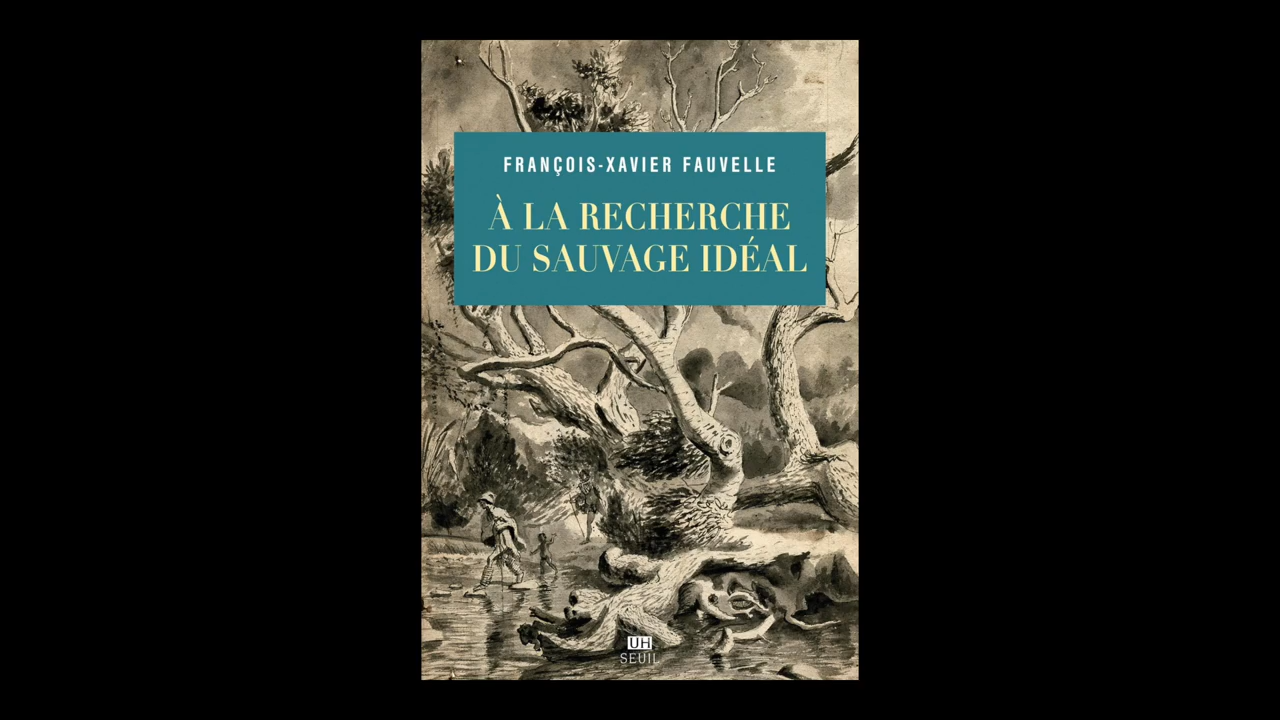 FRANÇOIS-XAVIER FAUVELLE
À LA RECHERCHE
DU SAUVAGE IDÉAL
UH
SEUIL